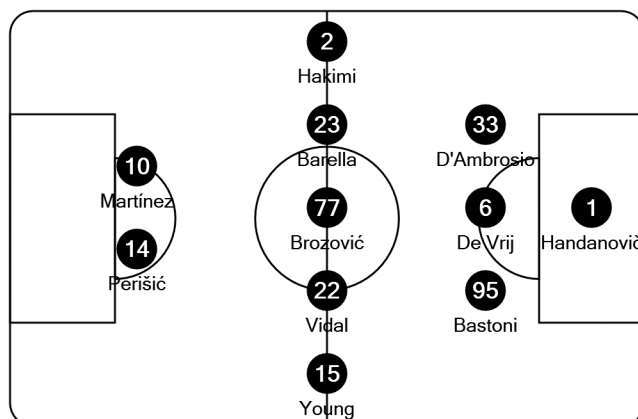 2
Hakimi
23
Barella
33
D'Ambrosio
10
Martínez
77
Brozović
6
De Vrij
1
Handanovič
14
Perišić
22
Vidal
95
Bastoni
15
Young